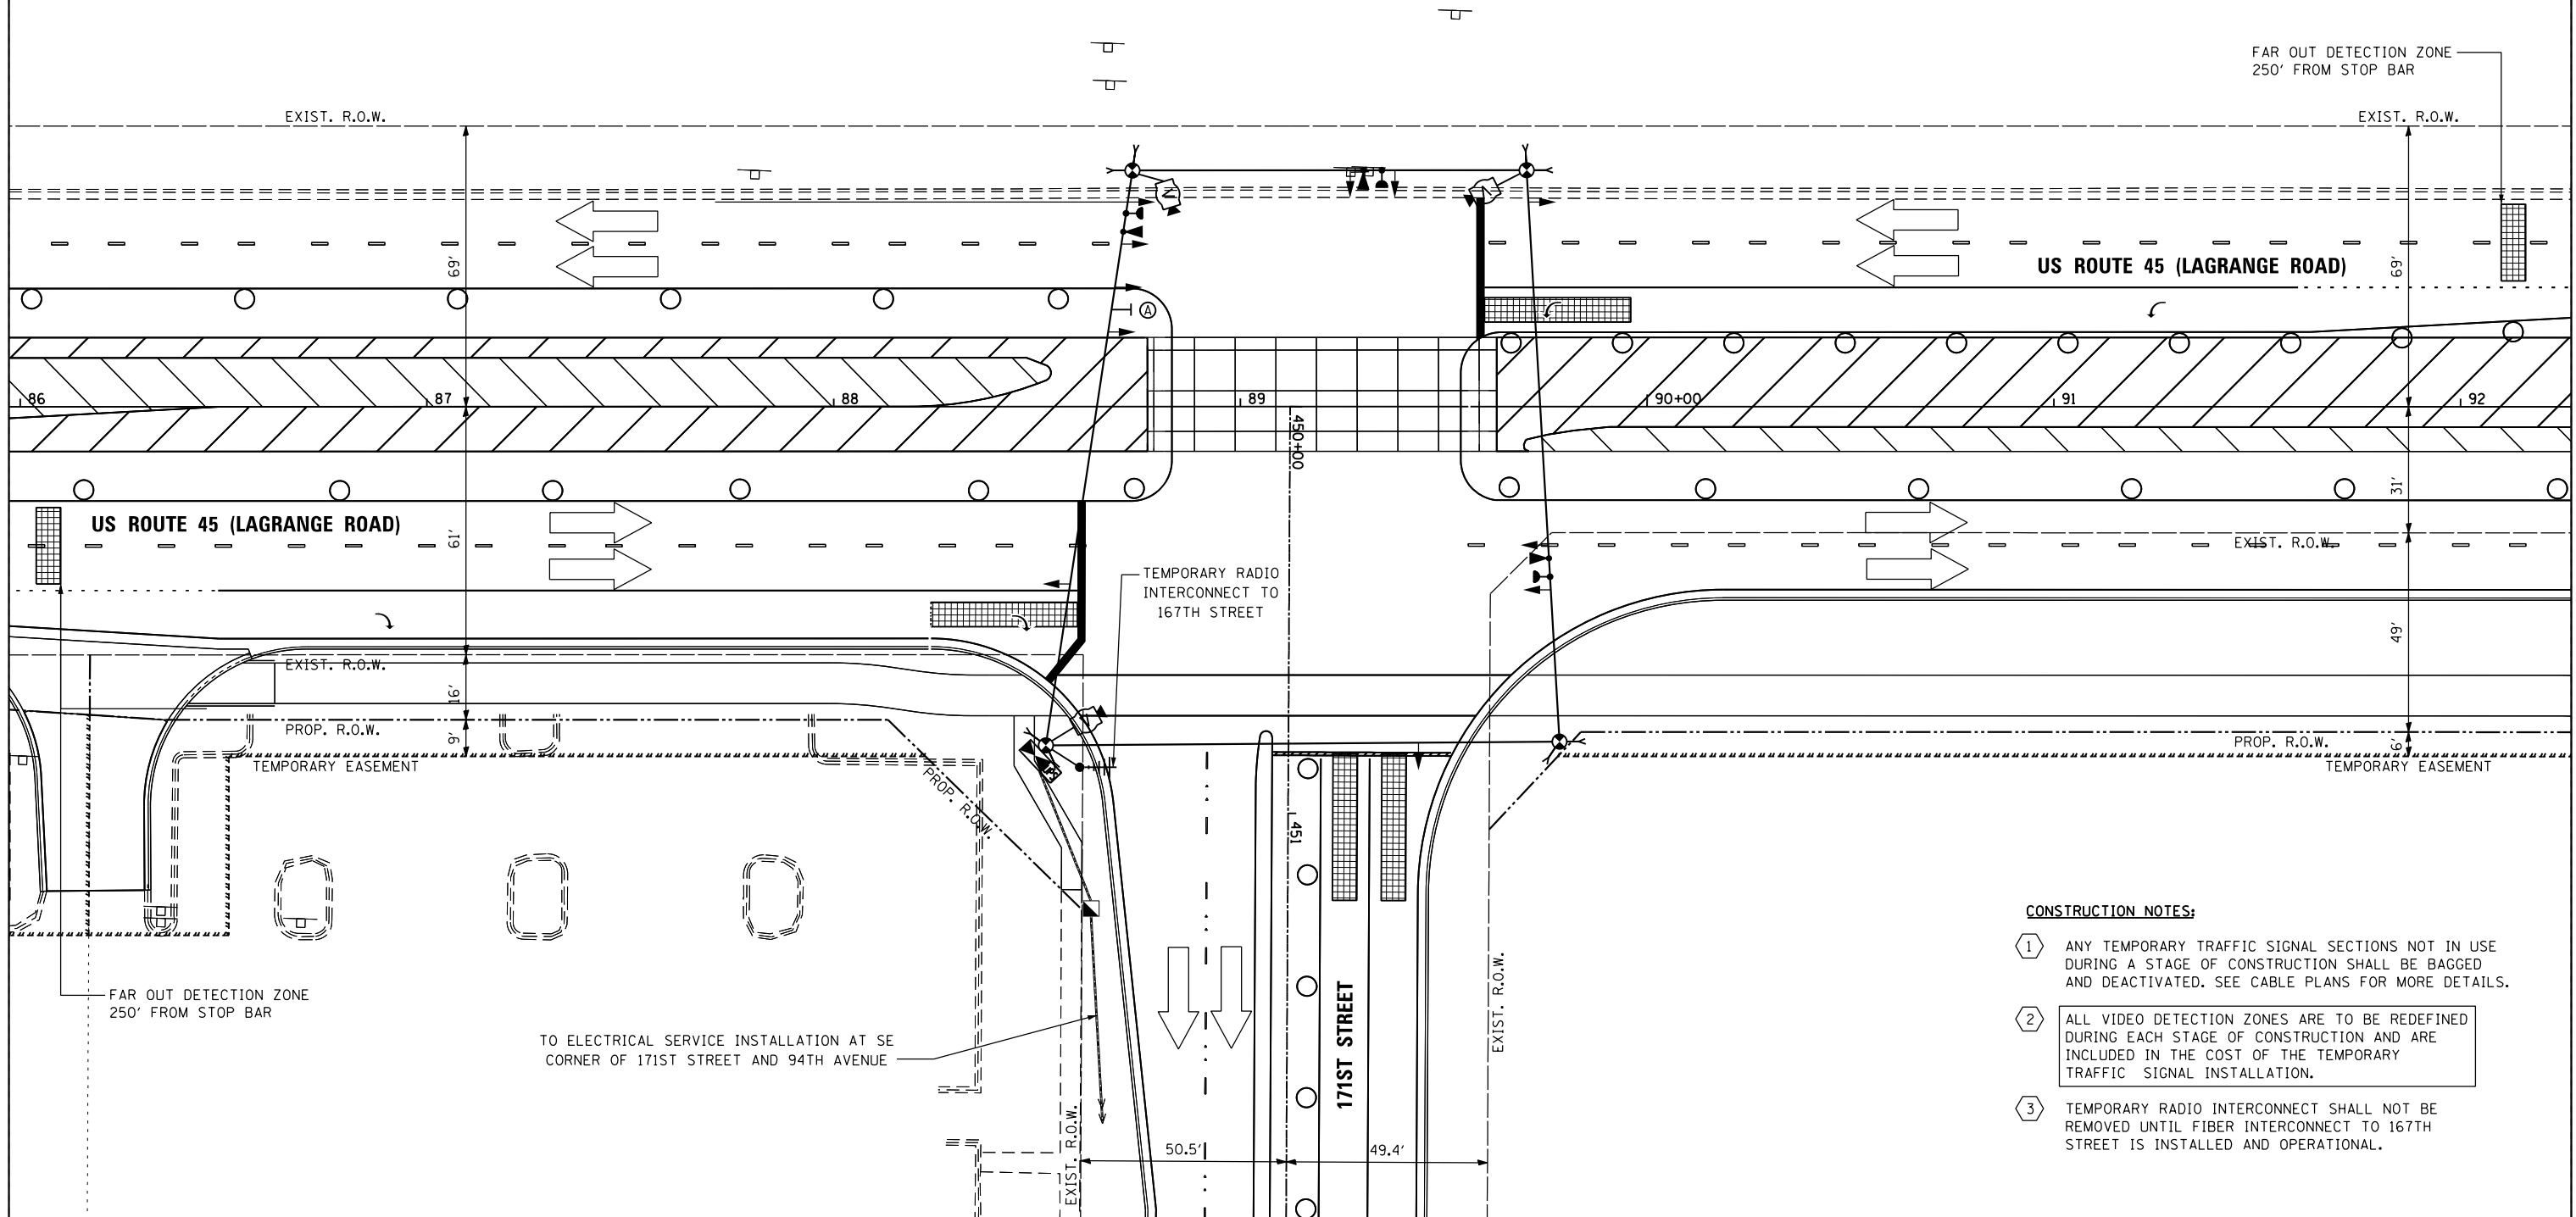 FAR OUT DETECTION ZONE
250' FROM STOP BAR
EXIST. R.O.W.
EXIST. R.O.W.
69'
69'
US ROUTE 45 (LAGRANGE ROAD)
A
86
87
88
89
90+00
91
92
450+00
US ROUTE 45 (LAGRANGE ROAD)
61'
31'
EXIST. R.O.W.
TEMPORARY RADIO
INTERCONNECT TO
167TH STREET
49'
EXIST. R.O.W.
16'
PROP. R.O.W.
9'
TEMPORARY EASEMENT
PROP. R.O.W.
PROP. R.O.W.
6'
TEMPORARY EASEMENT
451
FAR OUT DETECTION ZONE
250' FROM STOP BAR
TO ELECTRICAL SERVICE INSTALLATION AT SE
CORNER OF 171ST STREET AND 94TH AVENUE
EXIST. R.O.W.
171ST STREET
EXIST. R.O.W.
50.5'
49.4'
CONSTRUCTION NOTES:
1 ANY TEMPORARY TRAFFIC SIGNAL SECTIONS NOT IN USE
DURING A STAGE OF CONSTRUCTION SHALL BE BAGGED
AND DEACTIVATED. SEE CABLE PLANS FOR MORE DETAILS.
2 ALL VIDEO DETECTION ZONES ARE TO BE REDEFINED
DURING EACH STAGE OF CONSTRUCTION AND ARE
INCLUDED IN THE COST OF THE TEMPORARY
TRAFFIC SIGNAL INSTALLATION.
3 TEMPORARY RADIO INTERCONNECT SHALL NOT BE
REMOVED UNTIL FIBER INTERCONNECT TO 167TH
STREET IS INSTALLED AND OPERATIONAL.